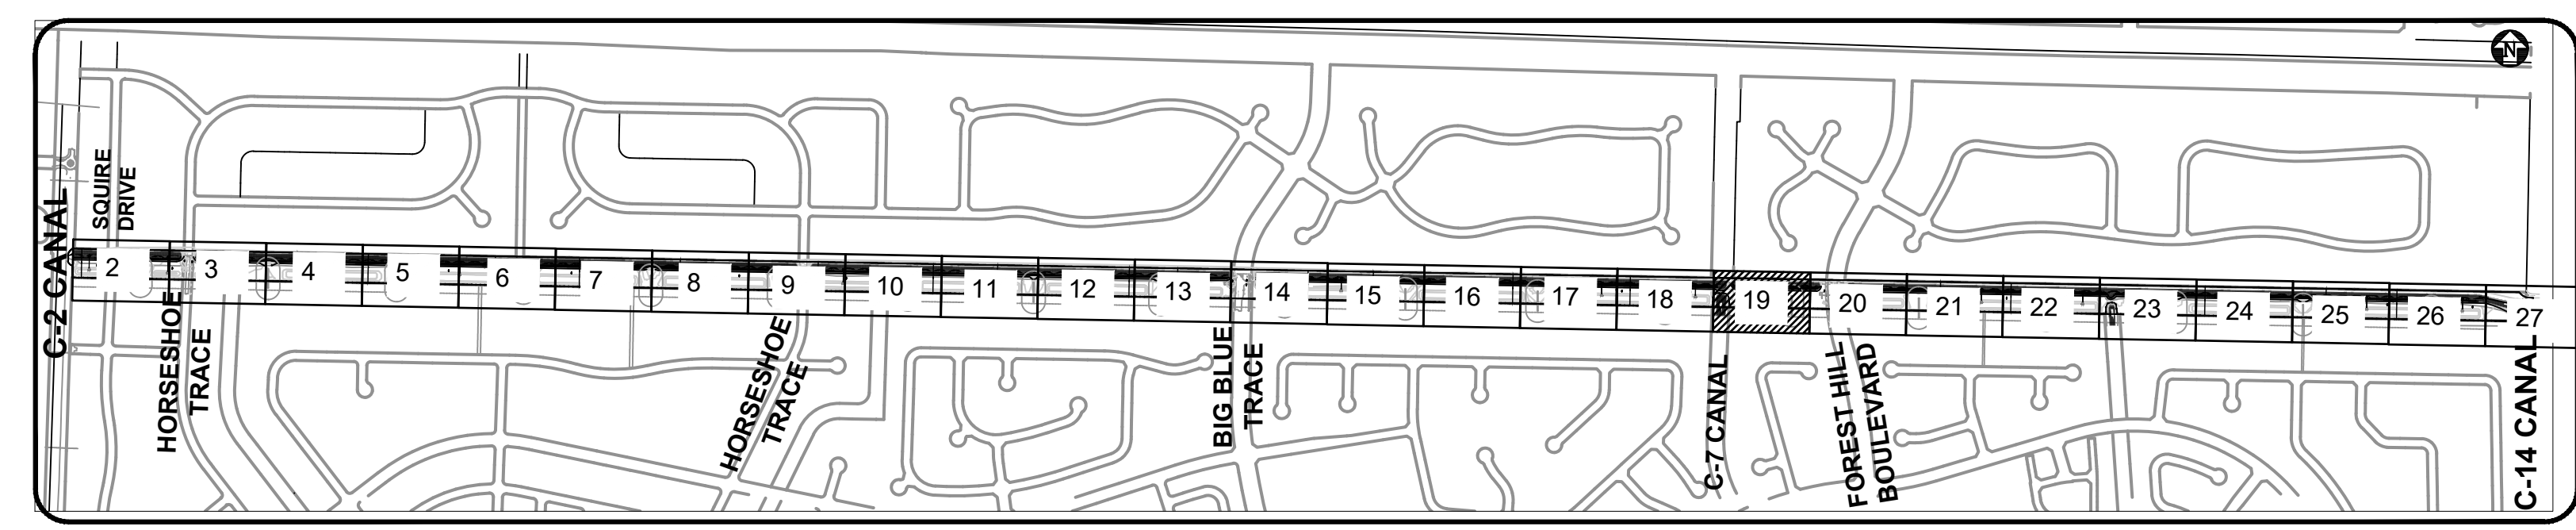 N
SQUIRE
DRIVE
C-2 CANAL
2
3
4
5
6
7
8
9
10
11
12
13
14
15
16
17
18
19
20
21
22
23
24
25
26
27
HORSESHOE
TRACE
HORSESHOE
TRACE
BIG BLUE
TRACE
C-7 CANAL
FOREST HILL
BOULEVARD
C-14 CANAL